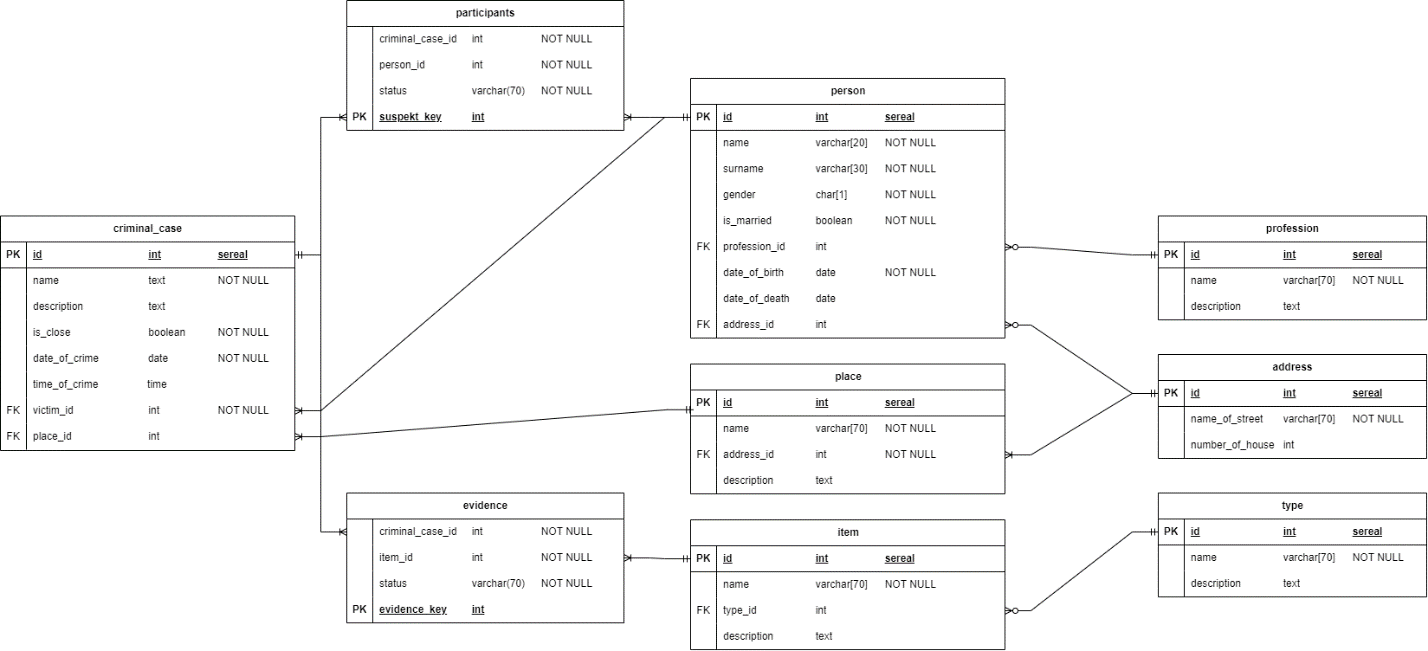 participants
criminal_case_id int NOT NULL
person_id int NOT NULL
status varchar(70) NOT NULL
PK suspekt_key int
person
PK id int sereal
name varchar[20] NOT NULL
surname varchar[30] NOT NULL
gender char[1] NOT NULL
is_married boolean NOT NULL
FK profession_id int
date_of_birth date NOT NULL
date_of_death date
FK address_id int
criminal_case
PK id int sereal
name text NOT NULL
description text
is_close boolean NOT NULL
date_of_crime date NOT NULL
time_of_crime time
FK victim_id int NOT NULL
FK place_id int
profession
PK id int sereal
name varchar[70] NOT NULL
description text
place
PK id int sereal
name varchar[70] NOT NULL
FK address_id int NOT NULL
description text
address
PK id int sereal
name_of_street varchar[70] NOT NULL
number_of_house int
evidence
criminal_case_id int NOT NULL
item_id int NOT NULL
status varchar(70) NOT NULL
PK evidence_key int
item
PK id int sereal
name varchar[70] NOT NULL
FK type_id int
description text
type
PK id int sereal
name varchar[70] NOT NULL
description text